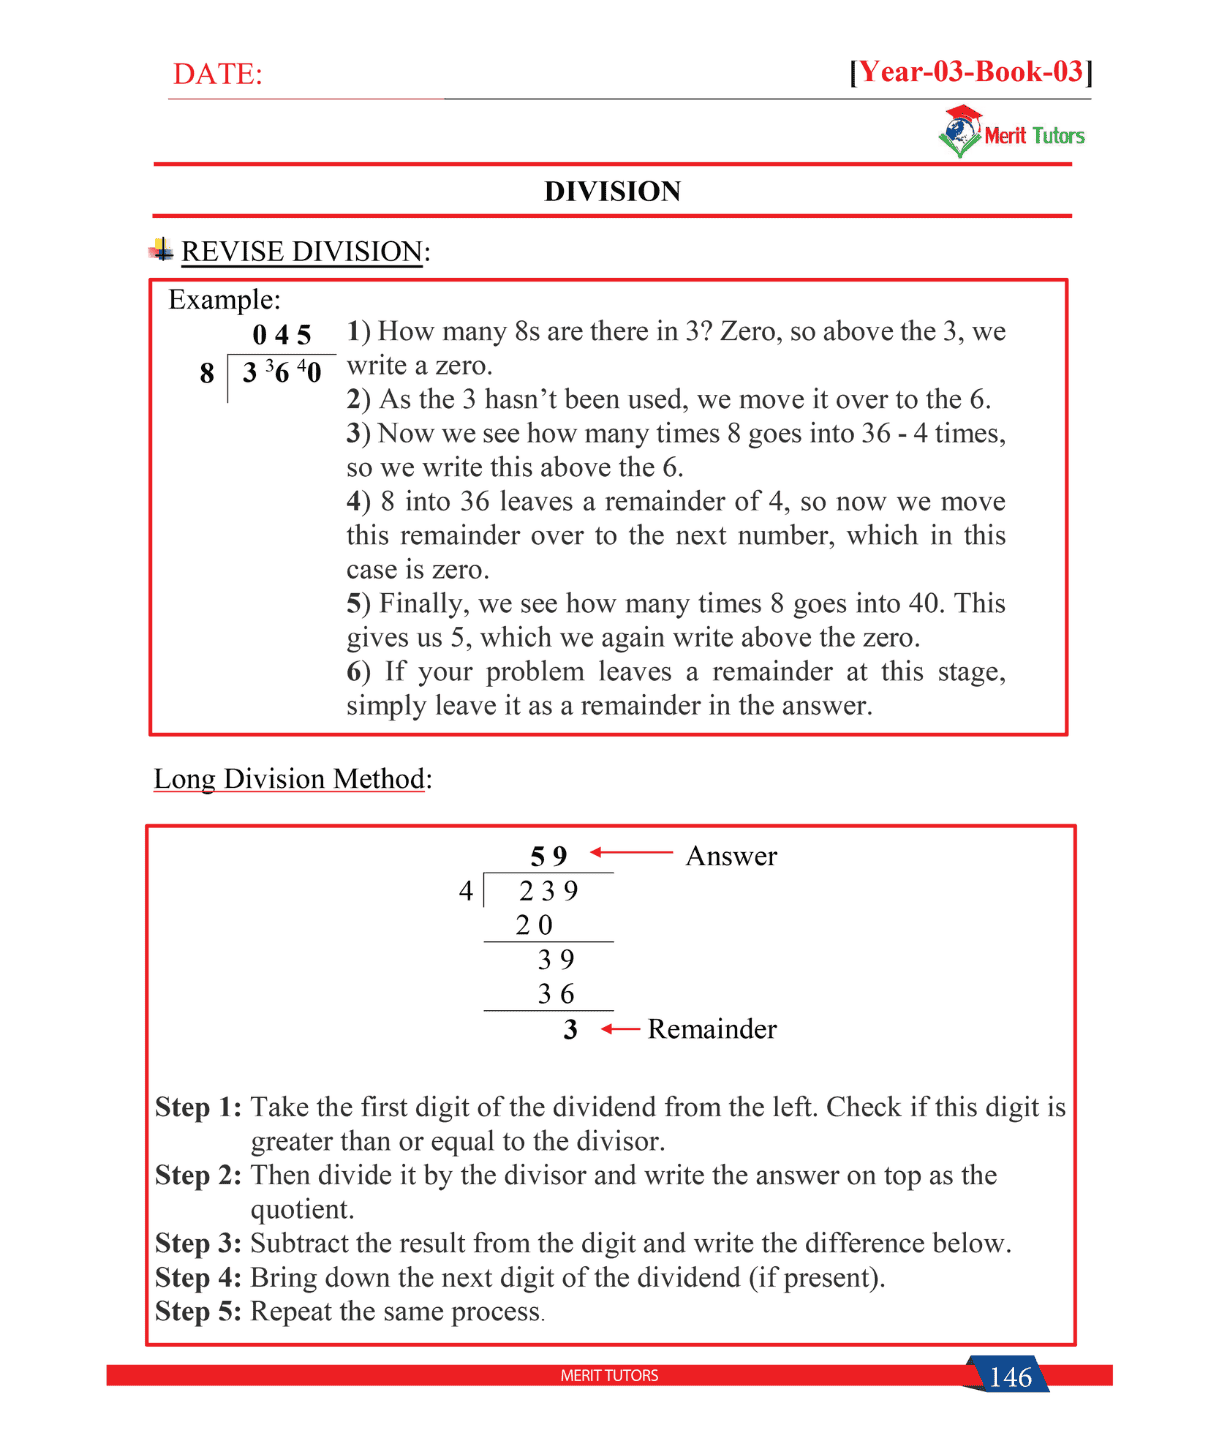 DATE:
[Year-03-Book-03]
Merit Tutors
DIVISION
REVISE DIVISION:
Example:
0 4 5
8 3 ³6 ⁴0
1) How many 8s are there in 3? Zero, so above the 3, we
write a zero.
2) As the 3 hasn’t been used, we move it over to the 6.
3) Now we see how many times 8 goes into 36 - 4 times,
so we write this above the 6.
4) 8 into 36 leaves a remainder of 4, so now we move
this remainder over to the next number, which in this
case is zero.
5) Finally, we see how many times 8 goes into 40. This
gives us 5, which we again write above the zero.
6) If your problem leaves a remainder at this stage,
simply leave it as a remainder in the answer.
Long Division Method:
5 9 Answer
4 2 3 9
2 0
3 9
3 6
3 Remainder
Step 1: Take the first digit of the dividend from the left. Check if this digit is
greater than or equal to the divisor.
Step 2: Then divide it by the divisor and write the answer on top as the
quotient.
Step 3: Subtract the result from the digit and write the difference below.
Step 4: Bring down the next digit of the dividend (if present).
Step 5: Repeat the same process.
MERIT TUTORS
146